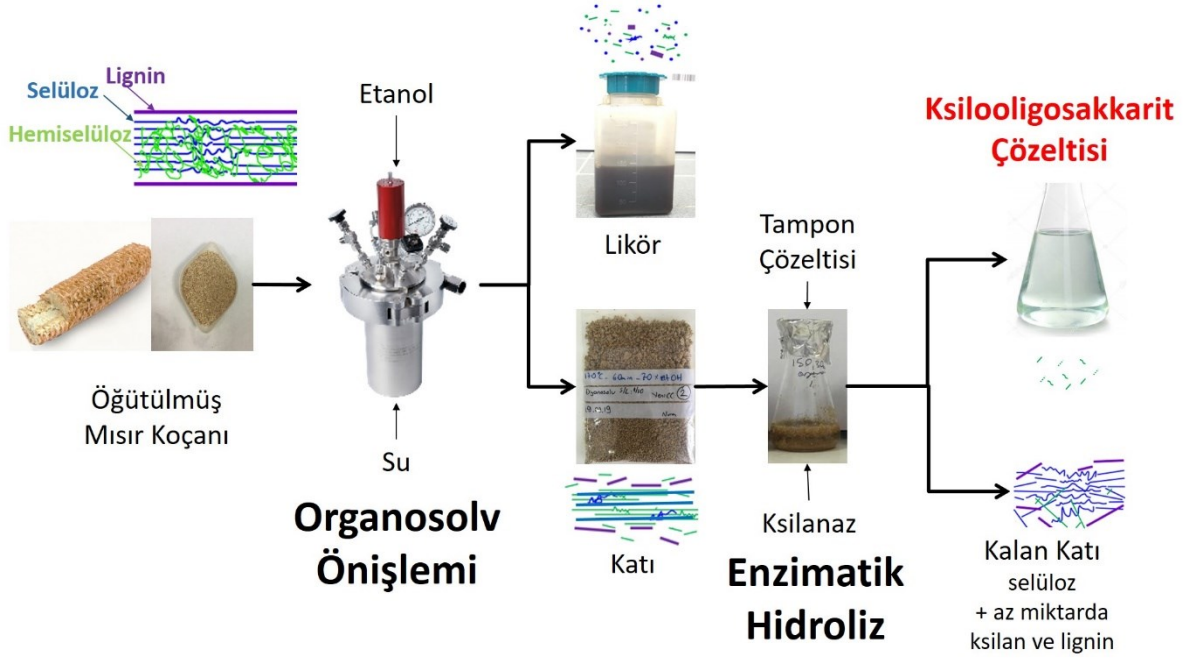 Lignin
Selüloz
Hemiselüloz
Öğütülmüş
Mısır Koçanı
Etanol
Su
Organosolv
Önişlemi
Likör
Katı
Tampon
Çözeltisi
Ksilanaz
Enzimatik
Hidroliz
Ksilooligosakkarit
Çözeltisi
Kalan Katı
selüloz
+ az miktarda
ksilan ve lignin